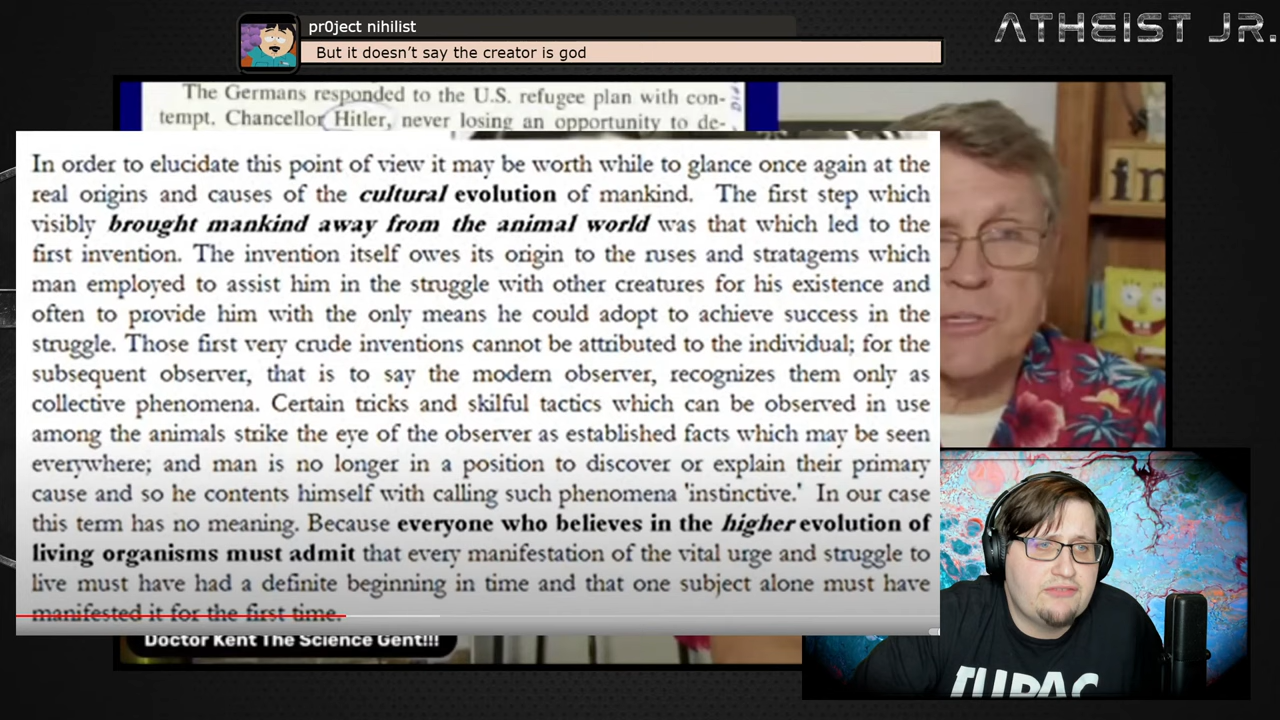 pr0ject nihilist
But it doesn’t say the creator is god
ATHEIST JR.
The Germans responded to the U.S. refugee plan with con-
tempt. Chancellor Hitler, never losing an opportunity to de-
In order to elucidate this point of view it may be worth while to glance once again at the
real origins and causes of the cultural evolution of mankind. The first step which
visibly brought mankind away from the animal world was that which led to the
first invention. The invention itself owes its origin to the ruses and stratagems which
man employed to assist him in the struggle with other creatures for his existence and
often to provide him with the only means he could adopt to achieve success in the
struggle. Those first very crude inventions cannot be attributed to the individual; for the
subsequent observer, that is to say the modern observer, recognizes them only as
collective phenomena. Certain tricks and skilful tactics which can be observed in use
among the animals strike the eye of the observer as established facts which may be seen
everywhere; and man is no longer in a position to discover or explain their primary
cause and so he contents himself with calling such phenomena 'instinctive.' In our case
this term has no meaning. Because everyone who believes in the higher evolution of
living organisms must admit that every manifestation of the vital urge and struggle to
live must have had a definite beginning in time and that one subject alone must have
manifested it for the first time.
Doctor Kent The Science Gent!!!
in
TUPAC